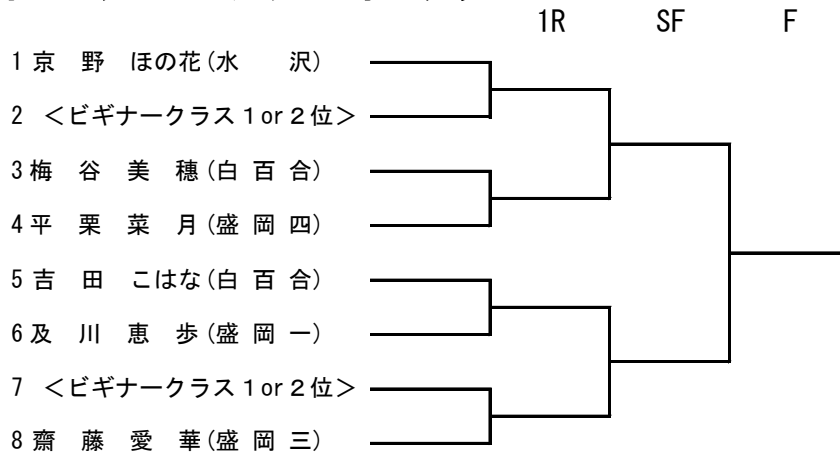 1R SF F
1 京 野 ほの花(水 沢)
2 <ビギナークラス1or2位>
3 梅 谷 美 穂(白 百 合)
4 平 栗 菜 月(盛 岡 四)
5 吉 田 こはな(白 百 合)
6 及 川 恵 歩(盛 岡 一)
7 <ビギナークラス1or2位>
8 齋 藤 愛 華(盛 岡 三)